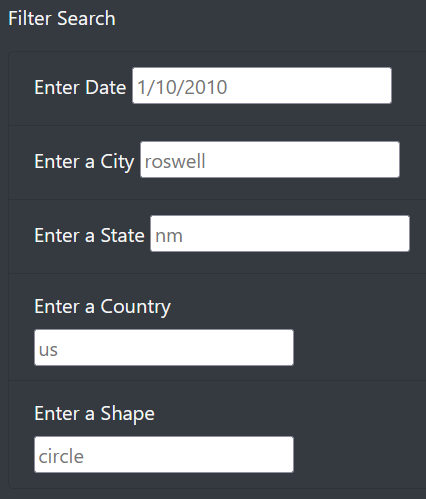 Filter Search
Enter Date 1/10/2010
Enter a City roswell
Enter a State nm
Enter a Country
us
Enter a Shape
circle